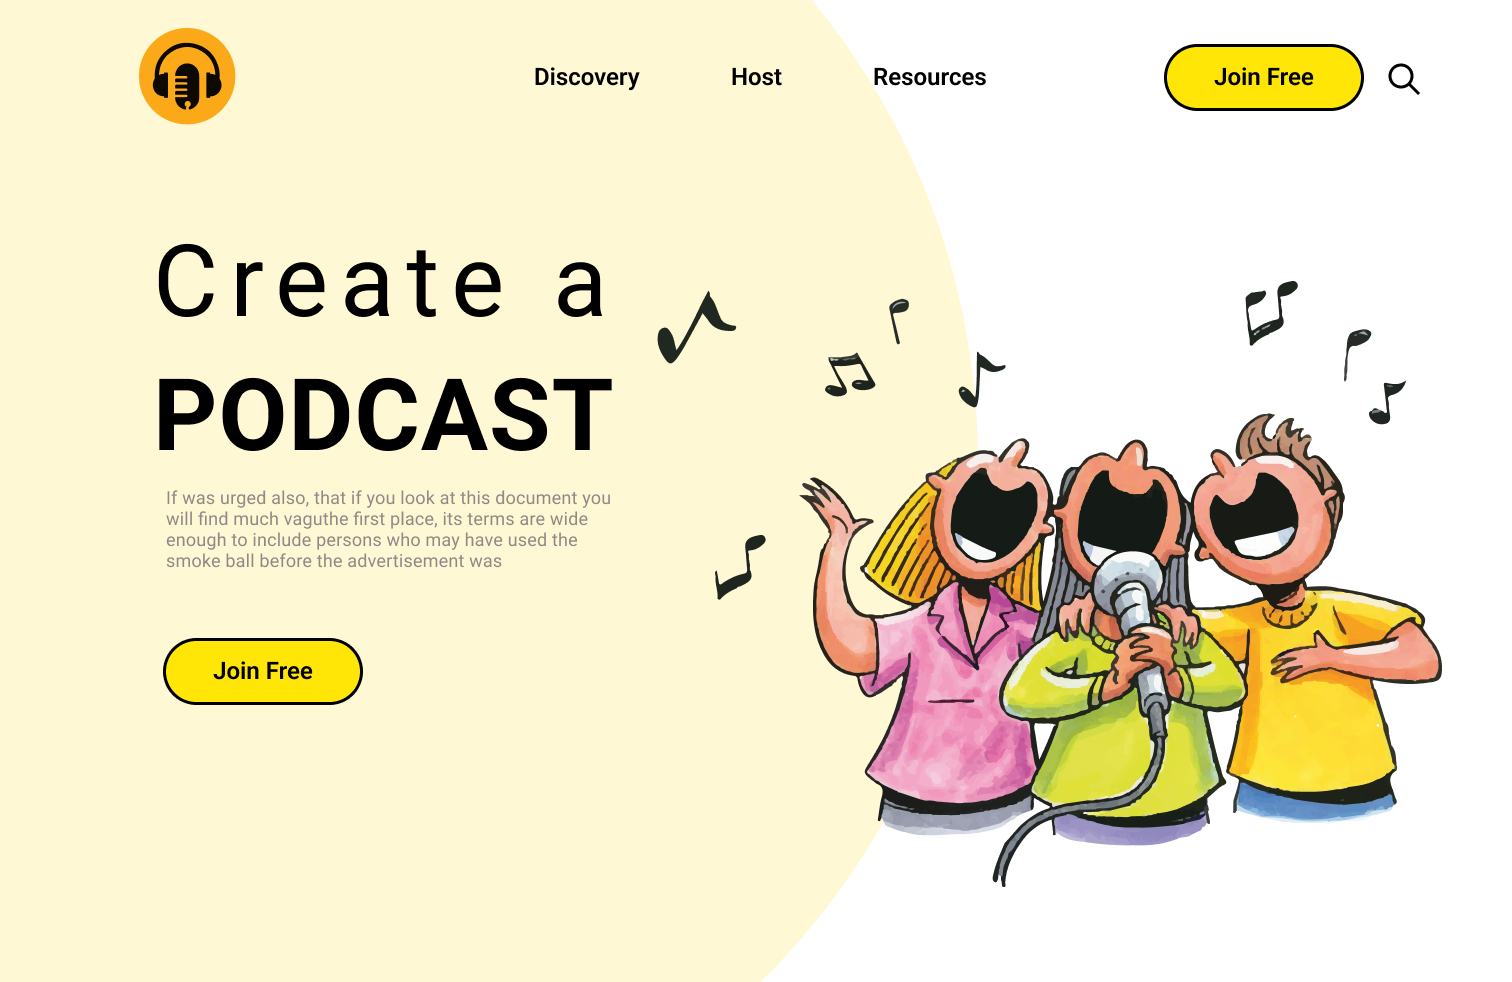 Discovery
Host
Resources
Join Free
Create a
PODCAST
If was urged also, that if you look at this document you
will find much vaguthe first place, its terms are wide
enough to include persons who may have used the
smoke ball before the advertisement was
Join Free